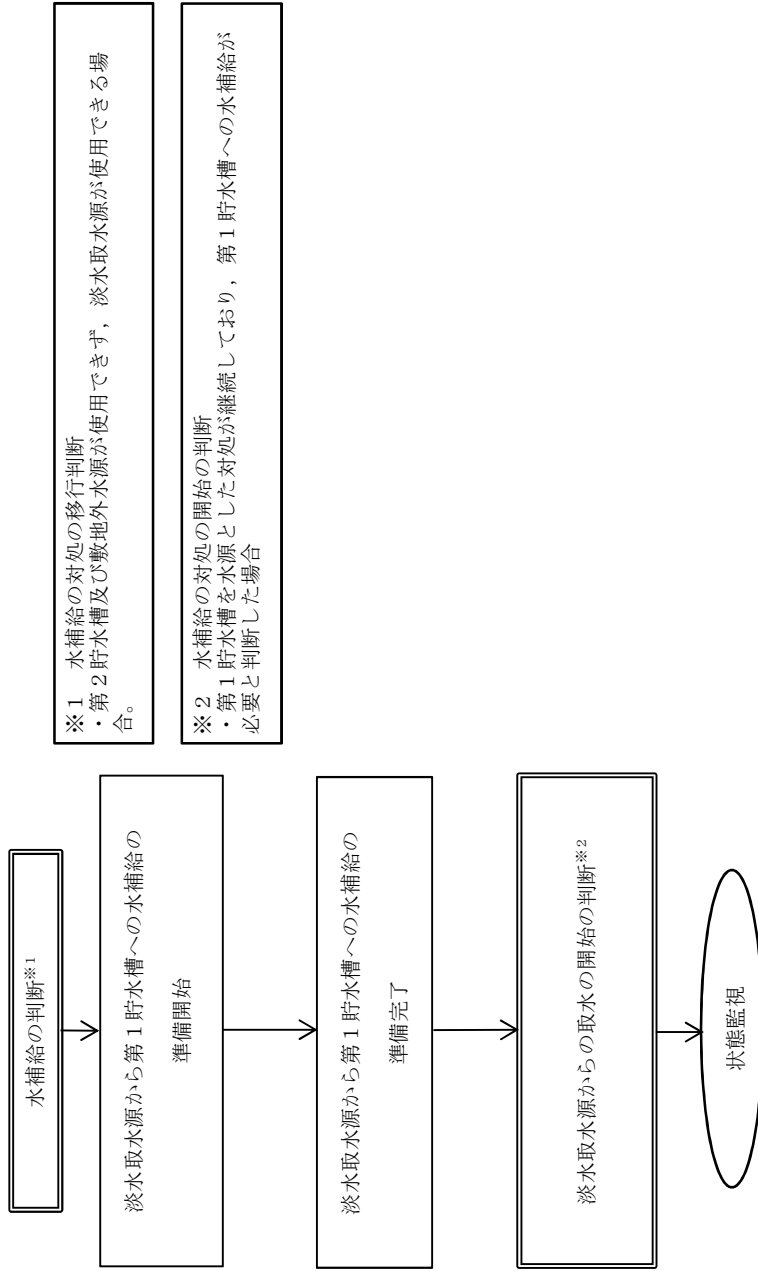 水補給の判断※1
淡水取水源から第１貯水槽への水補給の
準備開始
淡水取水源から第１貯水槽への水補給の
準備完了
淡水取水源からの取水の開始の判断※2
状態監視
※１　水補給の対処の移行判断
・第２貯水槽及び敷地外水源が使用できず，淡水取水源が使用できる場
合。
※２　水補給の対処の開始の判断
・第１貯水槽を水源とした対処が継続しており，第１貯水槽への水補給が
必要と判断した場合